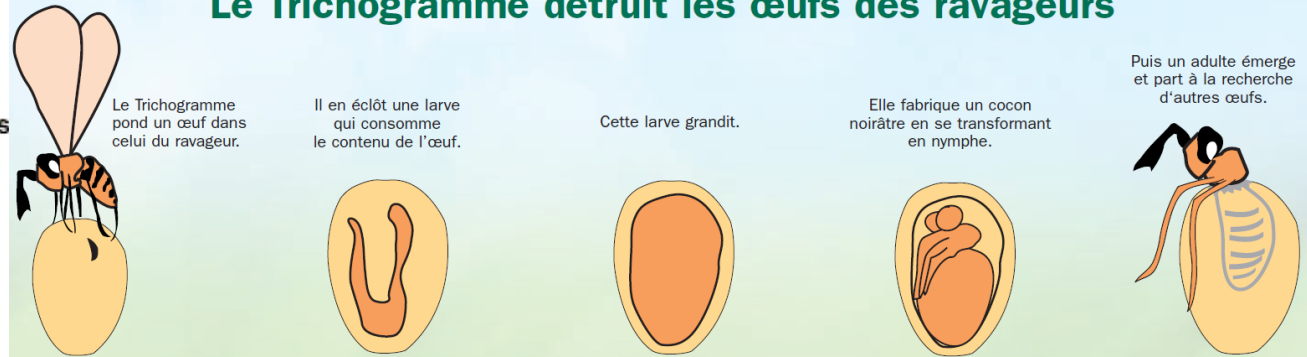 Le Trichogramme détruit les œufs des ravageurs
s
Le Trichogramme
pond un œuf dans
celui du ravageur.
Il en éclôt une larve
qui consomme
le contenu de l'œuf.
Cette larve grandit.
Elle fabrique un cocon
noirâtre en se transformant
en nymphe.
Puis un adulte émerge
et part à la recherche
d'autres œufs.